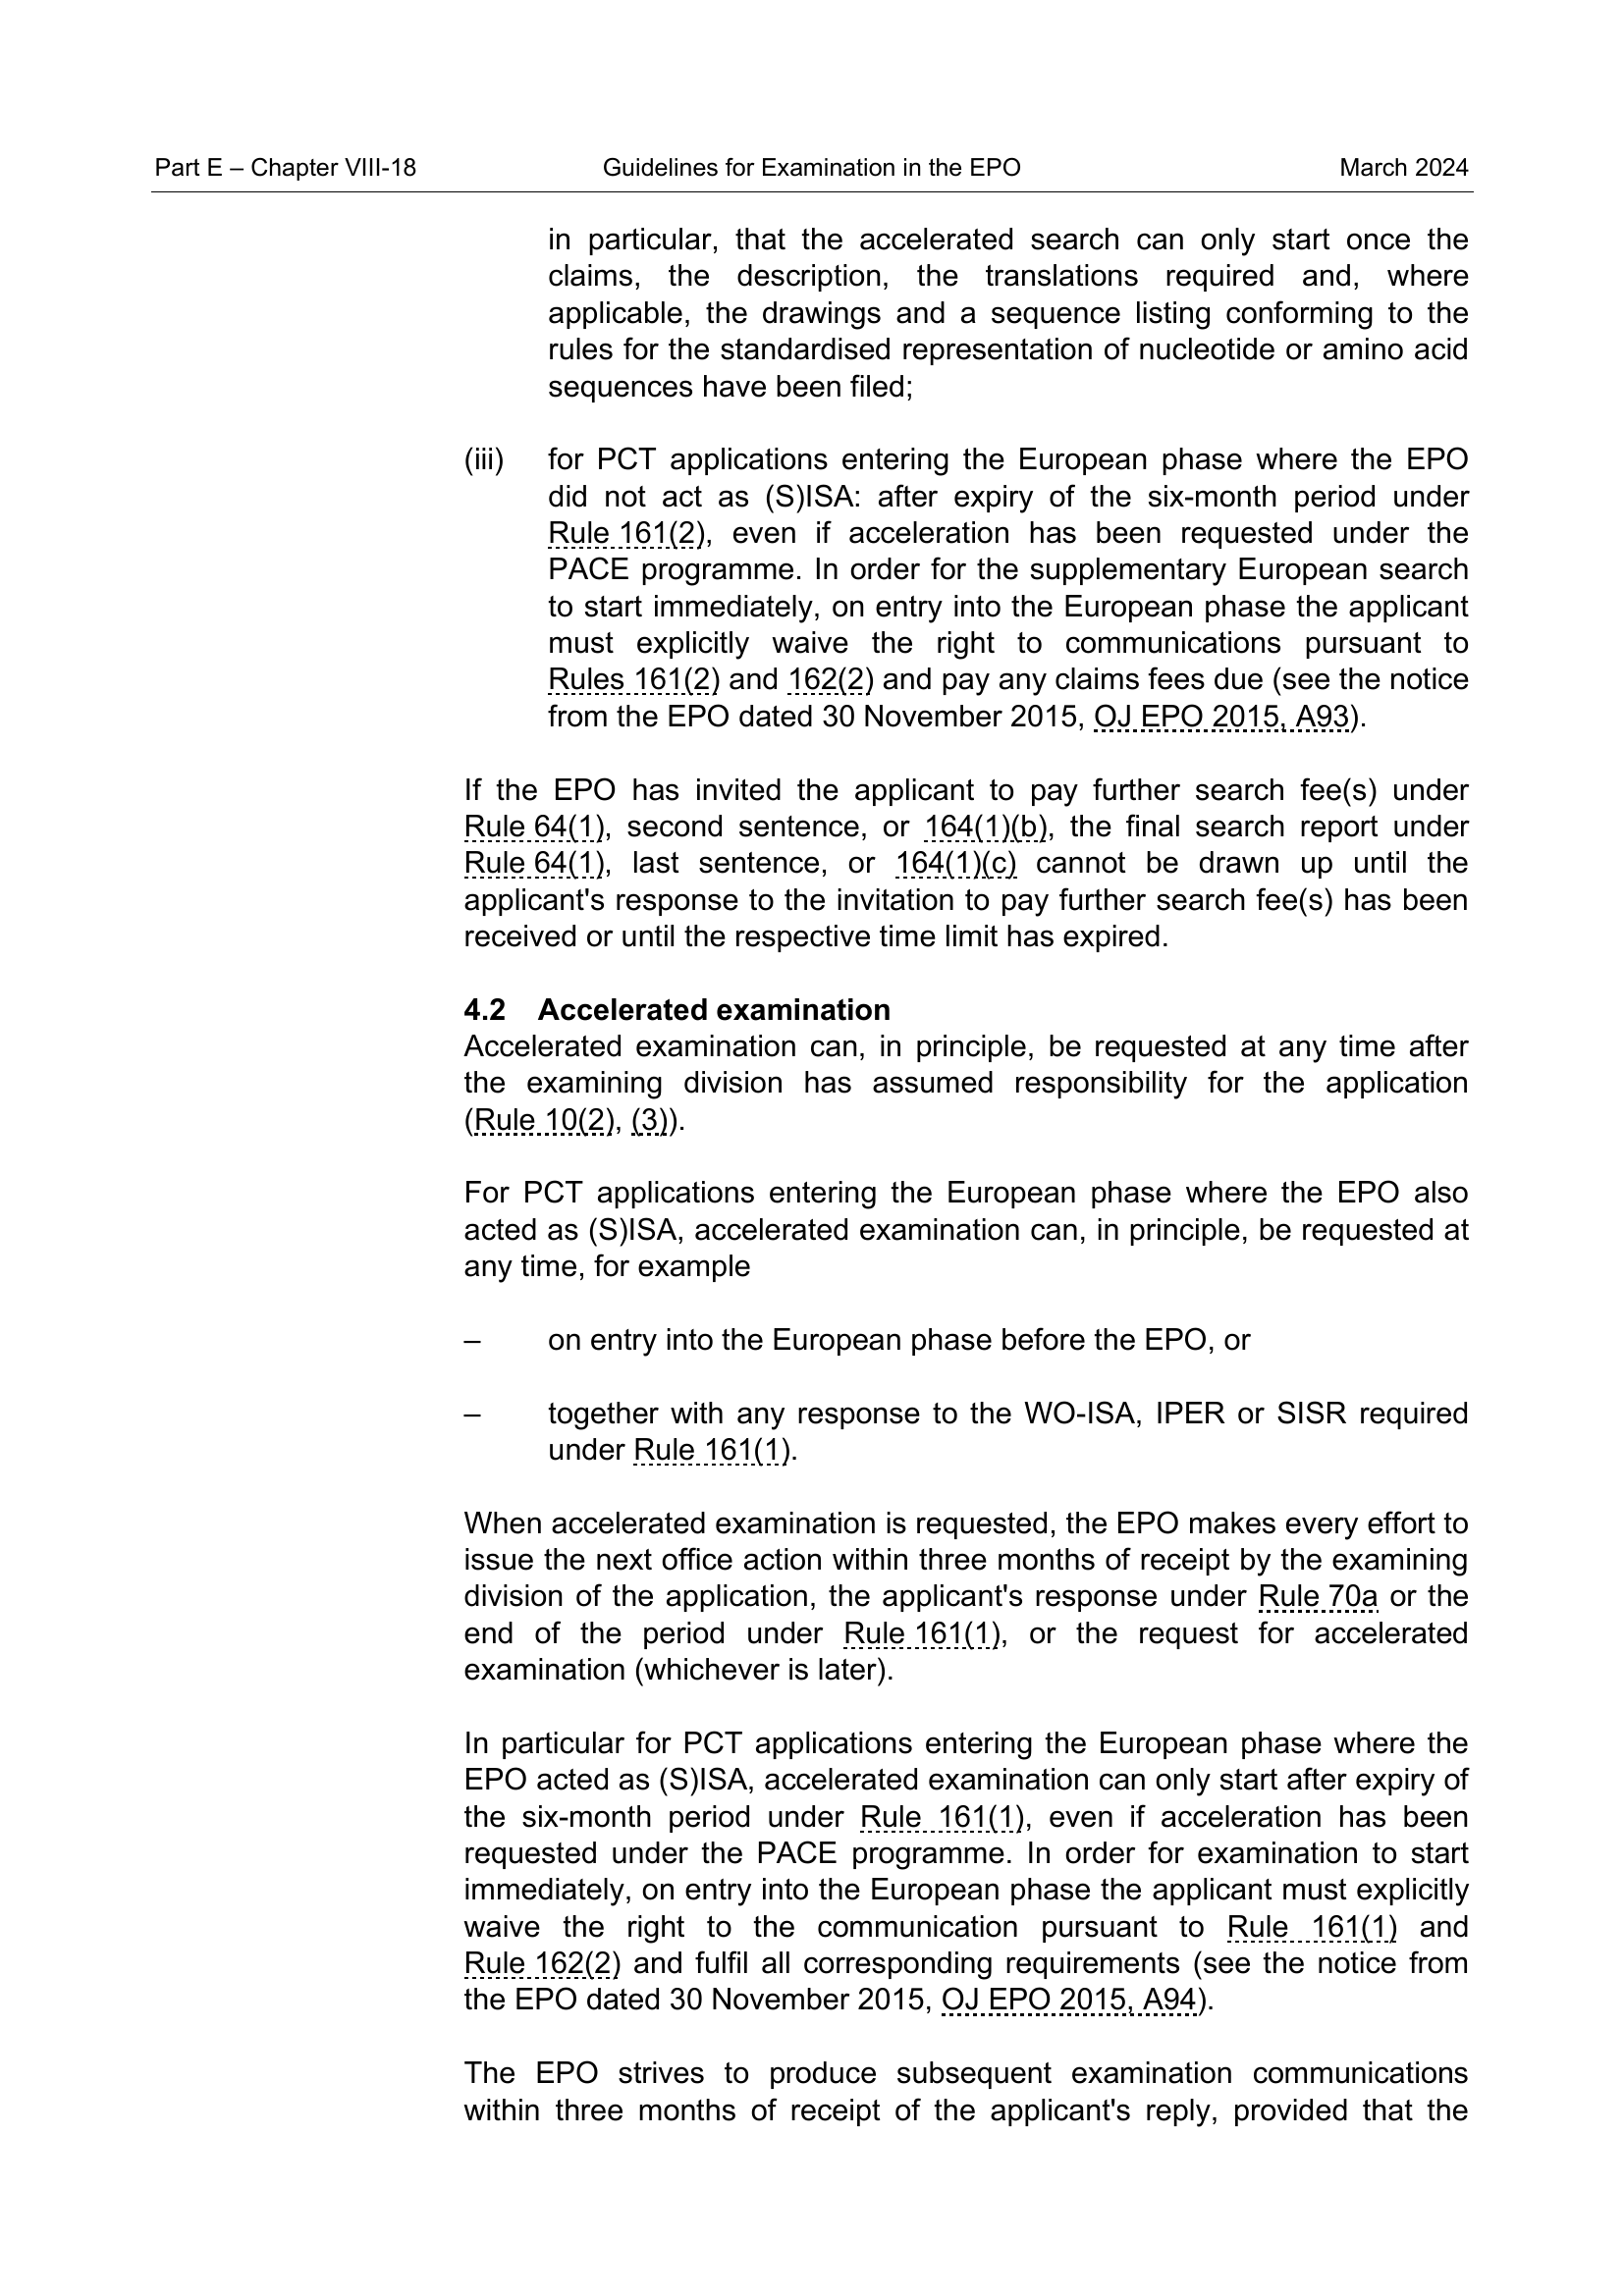 Part E – Chapter VIII-18 Guidelines for Examination in the EPO March 2024
in particular, that the accelerated search can only start once the
claims, the description, the translations required and, where
applicable, the drawings and a sequence listing conforming to the
rules for the standardised representation of nucleotide or amino acid
sequences have been filed;
(iii) for PCT applications entering the European phase where the EPO
did not act as (S)ISA: after expiry of the six-month period under
Rule 161(2), even if acceleration has been requested under the
PACE programme. In order for the supplementary European search
to start immediately, on entry into the European phase the applicant
must explicitly waive the right to communications pursuant to
Rules 161(2) and 162(2) and pay any claims fees due (see the notice
from the EPO dated 30 November 2015, OJ EPO 2015, A93).
If the EPO has invited the applicant to pay further search fee(s) under
Rule 64(1), second sentence, or 164(1)(b), the final search report under
Rule 64(1), last sentence, or 164(1)(c) cannot be drawn up until the
applicant's response to the invitation to pay further search fee(s) has been
received or until the respective time limit has expired.
4.2 Accelerated examination
Accelerated examination can, in principle, be requested at any time after
the examining division has assumed responsibility for the application
(Rule 10(2), (3)).
For PCT applications entering the European phase where the EPO also
acted as (S)ISA, accelerated examination can, in principle, be requested at
any time, for example
– on entry into the European phase before the EPO, or
– together with any response to the WO-ISA, IPER or SISR required
under Rule 161(1).
When accelerated examination is requested, the EPO makes every effort to
issue the next office action within three months of receipt by the examining
division of the application, the applicant's response under Rule 70a or the
end of the period under Rule 161(1), or the request for accelerated
examination (whichever is later).
In particular for PCT applications entering the European phase where the
EPO acted as (S)ISA, accelerated examination can only start after expiry of
the six-month period under Rule 161(1), even if acceleration has been
requested under the PACE programme. In order for examination to start
immediately, on entry into the European phase the applicant must explicitly
waive the right to the communication pursuant to Rule 161(1) and
Rule 162(2) and fulfil all corresponding requirements (see the notice from
the EPO dated 30 November 2015, OJ EPO 2015, A94).
The EPO strives to produce subsequent examination communications
within three months of receipt of the applicant's reply, provided that the